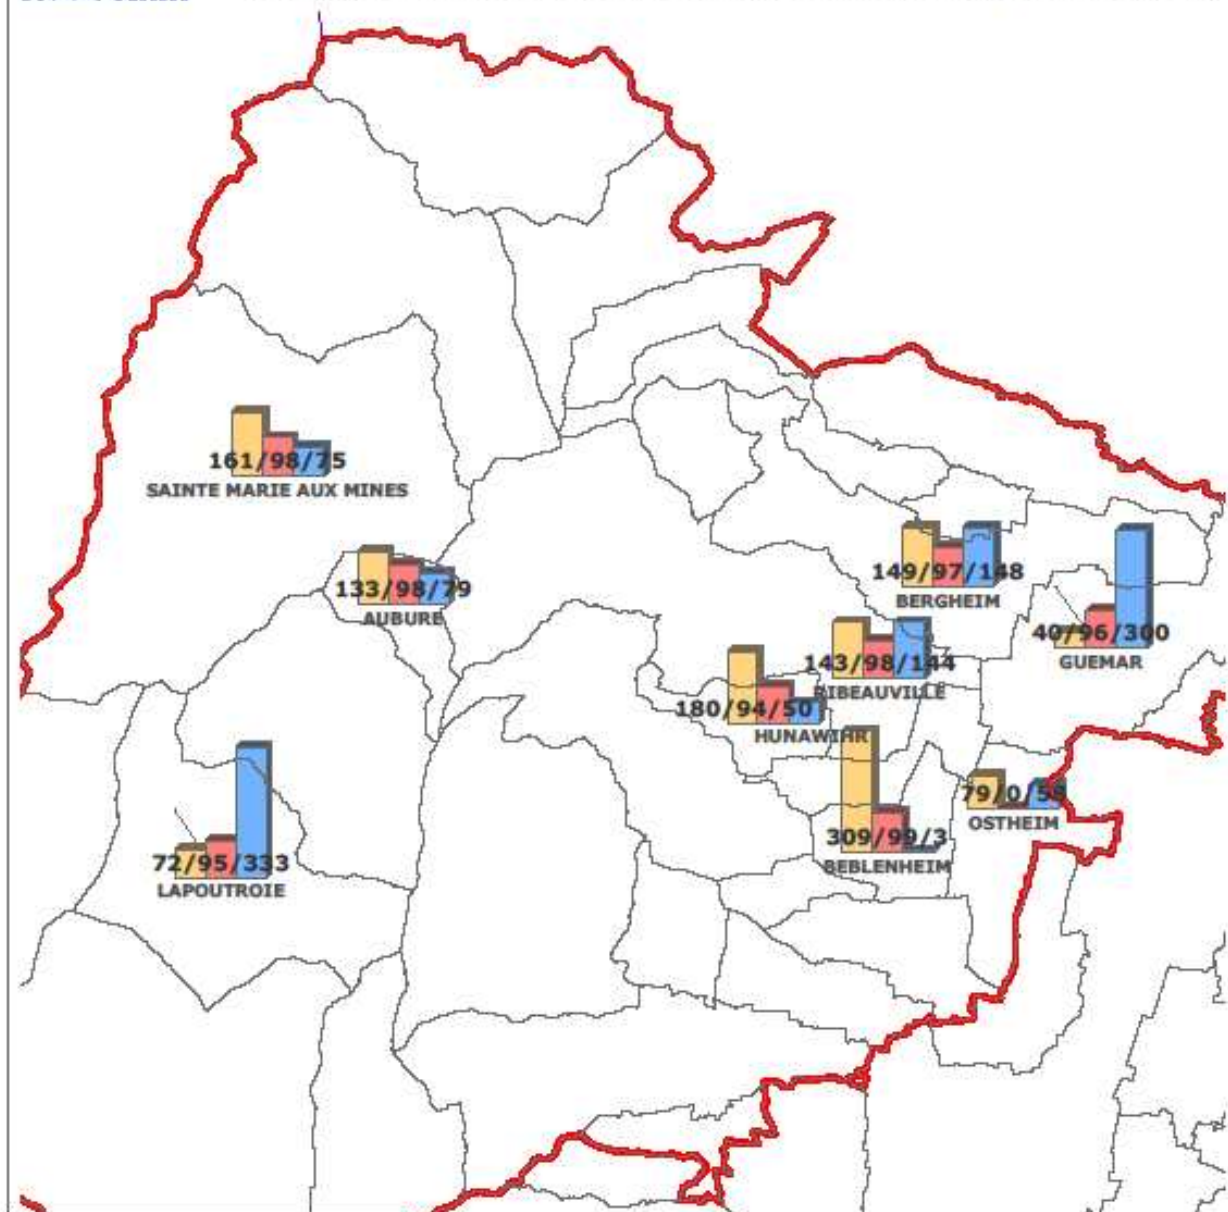 161/98/75
SAINTE MARIE AUX MINES
149/97/148
BERGHEIM
133/98/79
AUBURE
40/96/300
GUEMAR
143/98/144
RIBEAUVILLE
180/94/50
HUNAWIHR
79/0/58
OSTHEIM
309/99/3
BEBLENHEIM
72/95/333
LAPOUTROIE